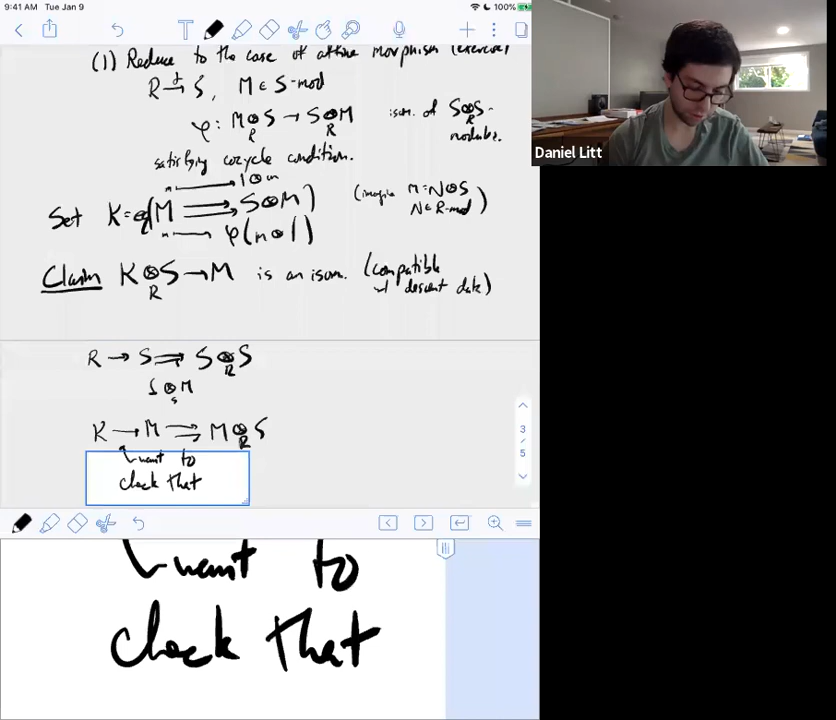 9:41 AM Tue Jan 9
100%
(1) Reduce to the case of affine morphism (exercise)
R →f S, M ∈ S-mod
φ: M⊗S → S⊗M isom. of S⊗S-
R R R modules.
satisfying cocycle condition.
m → 1⊗m
Set K = eq(M ⇉ S⊗M) (imagine M = N⊗S
N ∈ R-mod)
m → φ(m⊗1)
Claim K⊗S → M is an isom. (compatible
R w/ descent data)
R → S ⇉ S⊗S
R
S⊗M
S
K → M ⇉ M⊗S
R
want to
check that
3
/
5
want to
check that
Daniel Litt